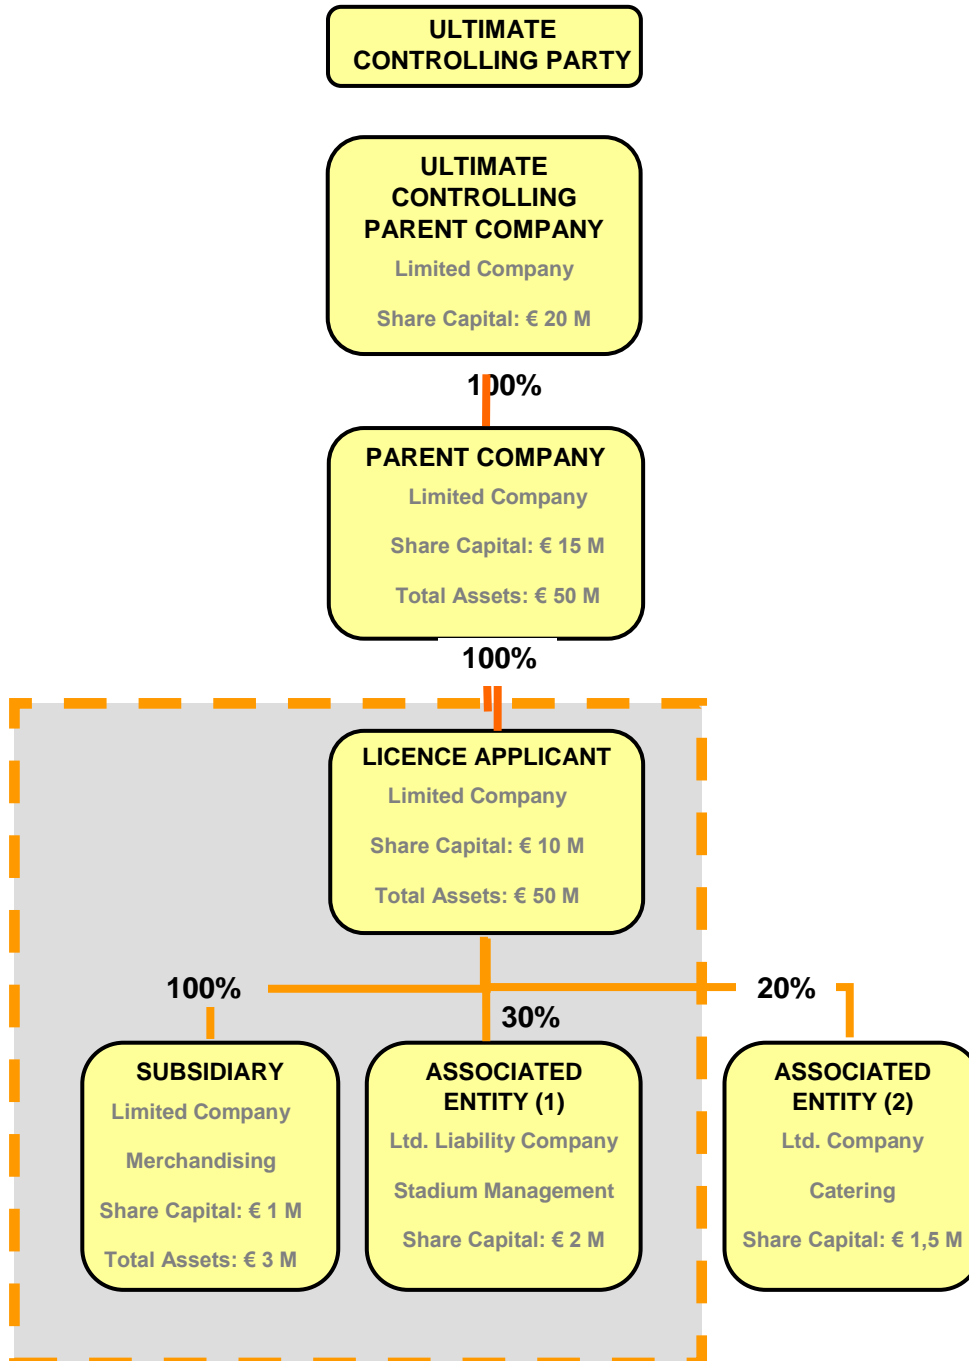 ULTIMATE
CONTROLLING PARTY
ULTIMATE
CONTROLLING
PARENT COMPANY
Limited Company
Share Capital: € 20 M
100%
PARENT COMPANY
Limited Company
Share Capital: € 15 M
Total Assets: € 50 M
100%
LICENCE APPLICANT
Limited Company
Share Capital: € 10 M
Total Assets: € 50 M
100%
30%
20%
SUBSIDIARY
Limited Company
Merchandising
Share Capital: € 1 M
Total Assets: € 3 M
ASSOCIATED
ENTITY (1)
Ltd. Liability Company
Stadium Management
Share Capital: € 2 M
ASSOCIATED
ENTITY (2)
Ltd. Company
Catering
Share Capital: € 1,5 M